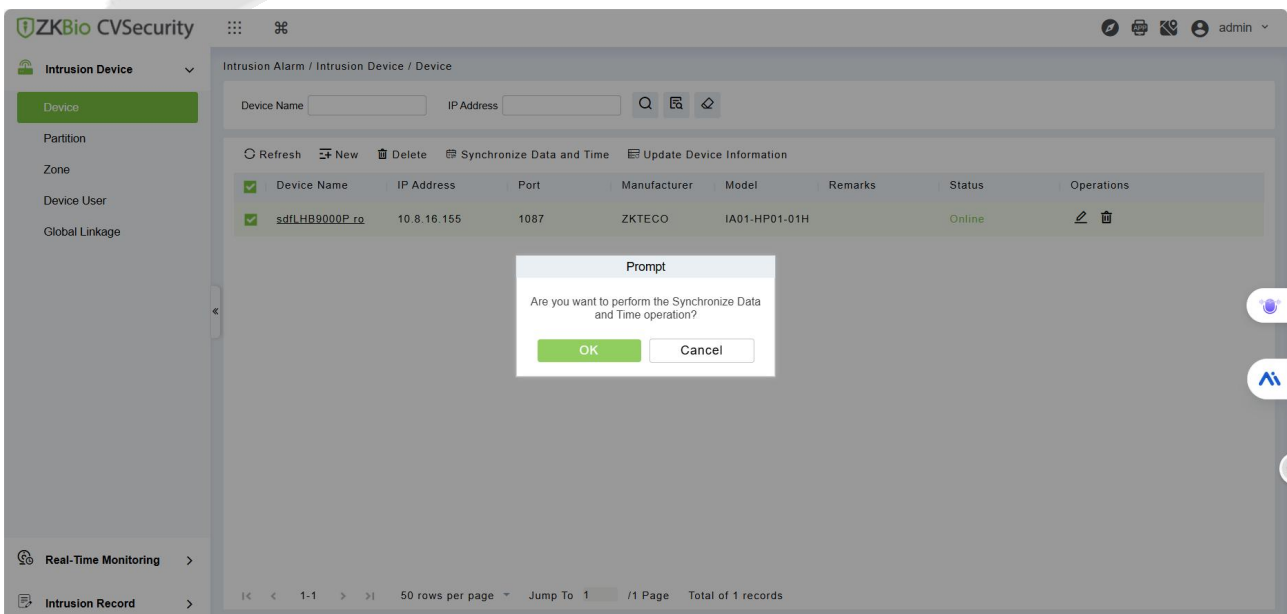 ZKBio CVSecurity
admin
Intrusion Device
Device
Partition
Zone
Device User
Global Linkage
Real-Time Monitoring
Intrusion Record
Intrusion Alarm / Intrusion Device / Device
Device Name IP Address
Refresh New Delete Synchronize Data and Time Update Device Information
Device Name IP Address Port Manufacturer Model Remarks Status Operations
sdfLHB9000P ro 10.8.16.155 1087 ZKTECO IA01-HP01-01H Online
Prompt
Are you want to perform the Synchronize Data
and Time operation?
OK Cancel
1-1 50 rows per page Jump To 1 /1 Page Total of 1 records